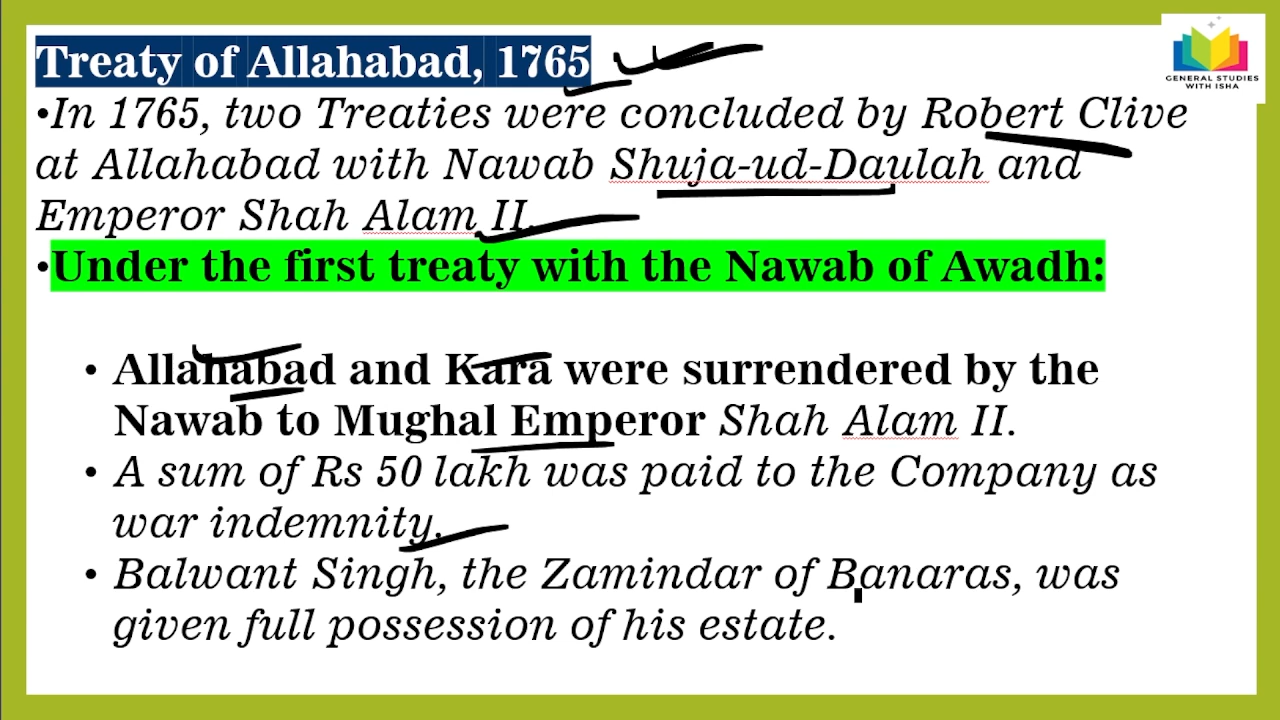 Treaty of Allahabad, 1765
GENERAL STUDIES
WITH ISHA
•In 1765, two Treaties were concluded by Robert Clive
at Allahabad with Nawab Shuja-ud-Daulah and
Emperor Shah Alam II.
•Under the first treaty with the Nawab of Awadh:
• Allahabad and Kara were surrendered by the
Nawab to Mughal Emperor Shah Alam II.
• A sum of Rs 50 lakh was paid to the Company as
war indemnity.
• Balwant Singh, the Zamindar of Banaras, was
given full possession of his estate.